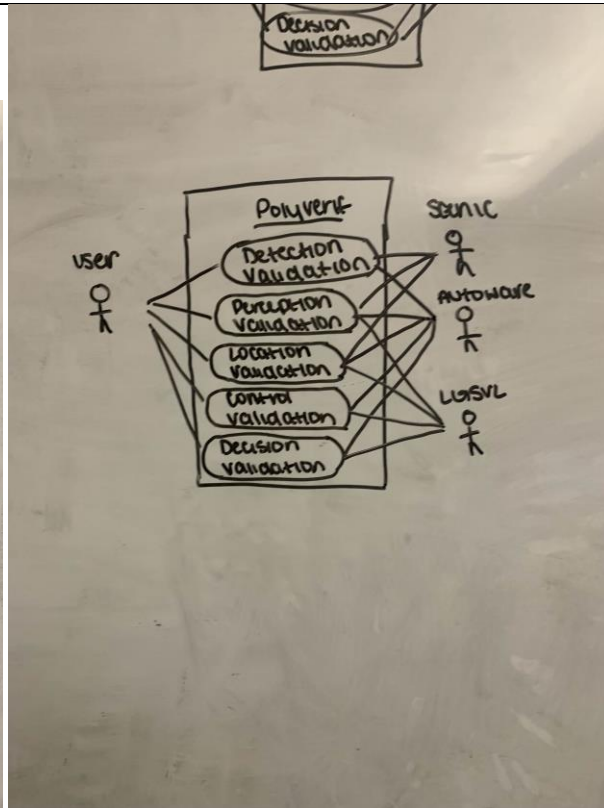 Decision
validation
Polyverif
User
Detection
validation
Perception
validation
Location
validation
Control
validation
Decision
validation
Scenic
Autoware
LGSVL